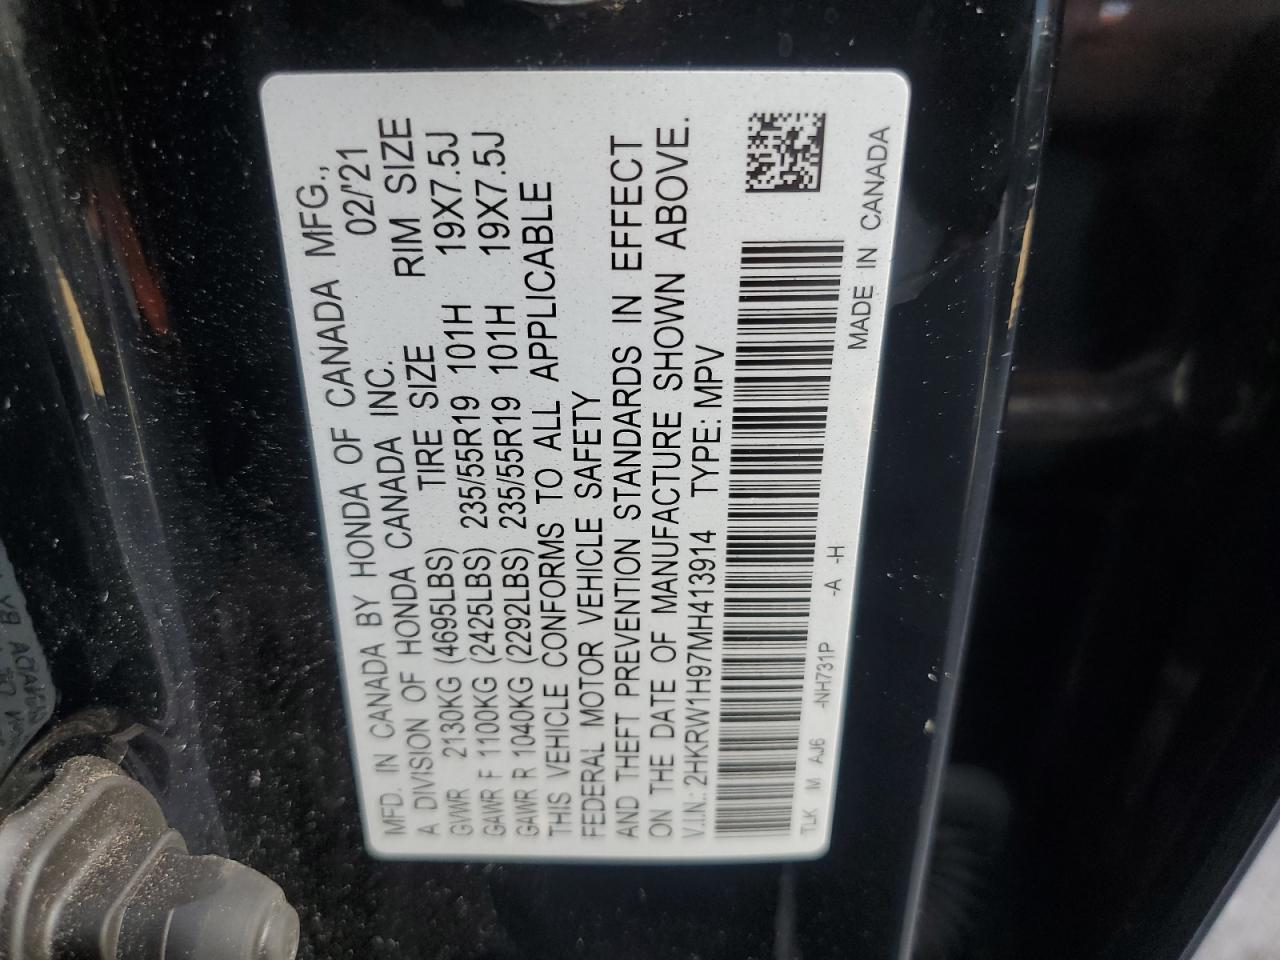 MFD. IN CANADA BY HONDA OF CANADA MFG.,
A DIVISION OF HONDA CANADA INC. 02/'21
TIRE SIZE RIM SIZE
GVWR 2130KG (4695LBS)
GAWR F 1100KG (2425LBS) 235/55R19 101H 19X7.5J
GAWR R 1040KG (2292LBS) 235/55R19 101H 19X7.5J
THIS VEHICLE CONFORMS TO ALL APPLICABLE
FEDERAL MOTOR VEHICLE SAFETY
AND THEFT PREVENTION STANDARDS IN EFFECT
ON THE DATE OF MANUFACTURE SHOWN ABOVE.
V.I.N.: 2HKRW1H97MH413914 TYPE: MPV
TLK M AJ6 -NH731P -A -H
MADE IN CANADA